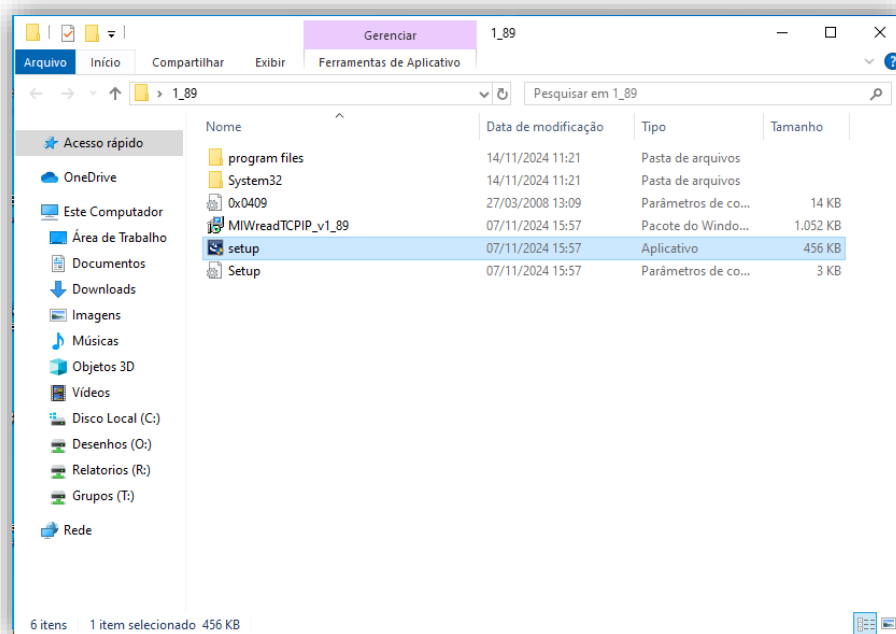 Gerenciar 1_89
Arquivo Início Compartilhar Exibir Ferramentas de Aplicativo
1_89 Pesquisar em 1_89
Nome Data de modificação Tipo Tamanho
Acesso rápido
OneDrive
Este Computador
Área de Trabalho
Documentos
Downloads
Imagens
Músicas
Objetos 3D
Vídeos
Disco Local (C:)
Desenhos (O:)
Relatorios (R:)
Grupos (T:)
Rede
program files 14/11/2024 11:21 Pasta de arquivos
System32 14/11/2024 11:21 Pasta de arquivos
0x0409 27/03/2008 13:09 Parâmetros de co... 14 KB
MIWreadTCPIP_v1_89 07/11/2024 15:57 Pacote do Windo... 1.052 KB
setup 07/11/2024 15:57 Aplicativo 456 KB
Setup 07/11/2024 15:57 Parâmetros de co... 3 KB
6 itens 1 item selecionado 456 KB